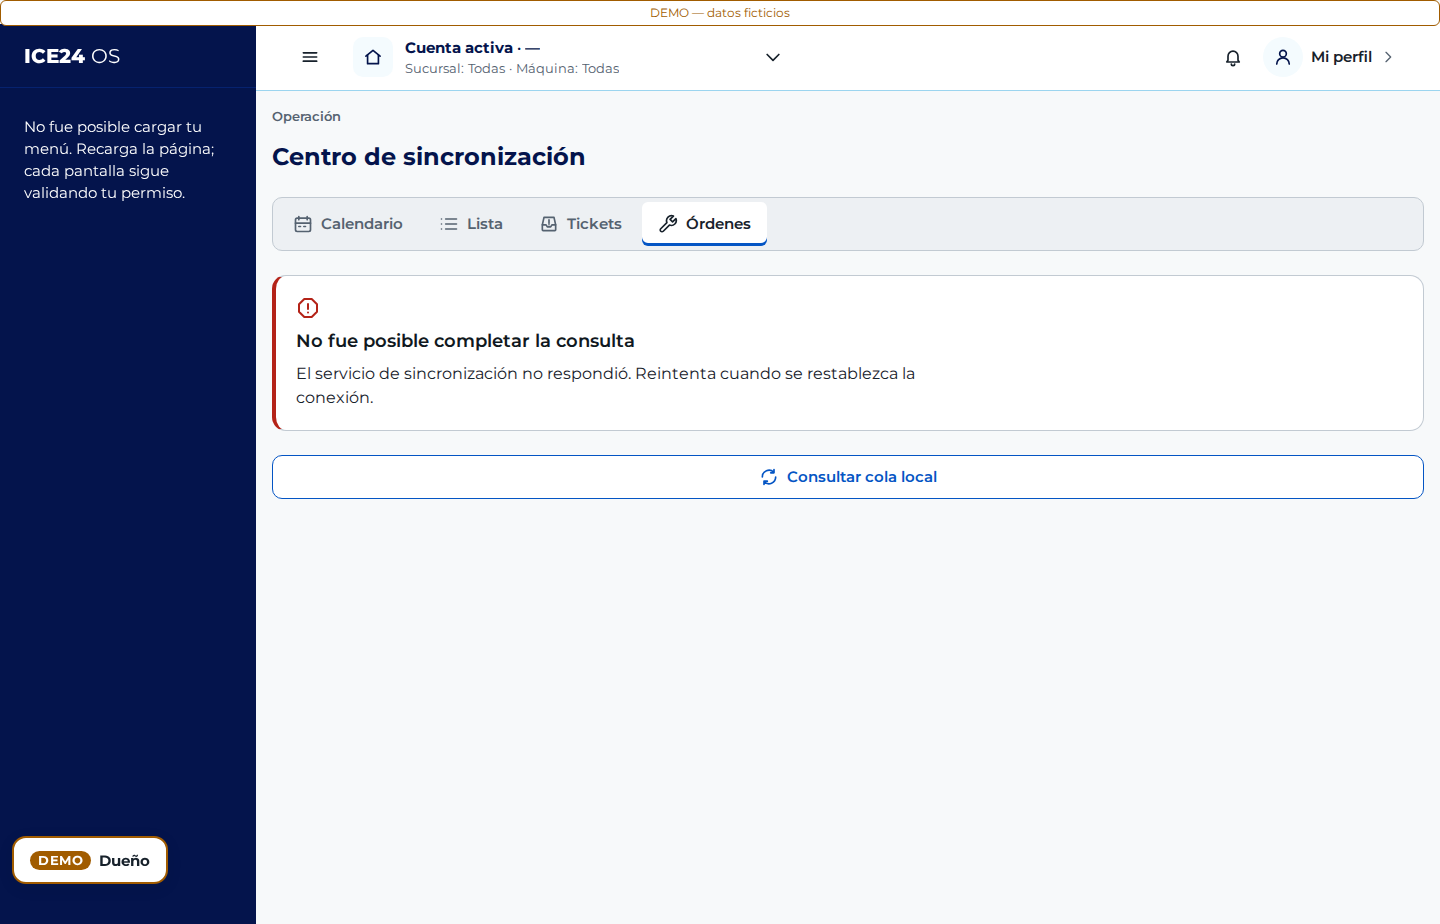 DEMO — datos ficticios
ICE24 OS
Cuenta activa · —
Sucursal: Todas · Máquina: Todas
Mi perfil
No fue posible cargar tu
menú. Recarga la página;
cada pantalla sigue
validando tu permiso.
Operación
Centro de sincronización
Calendario
Lista
Tickets
Órdenes
No fue posible completar la consulta
El servicio de sincronización no respondió. Reintenta cuando se restablezca la
conexión.
Consultar cola local
DEMO Dueño